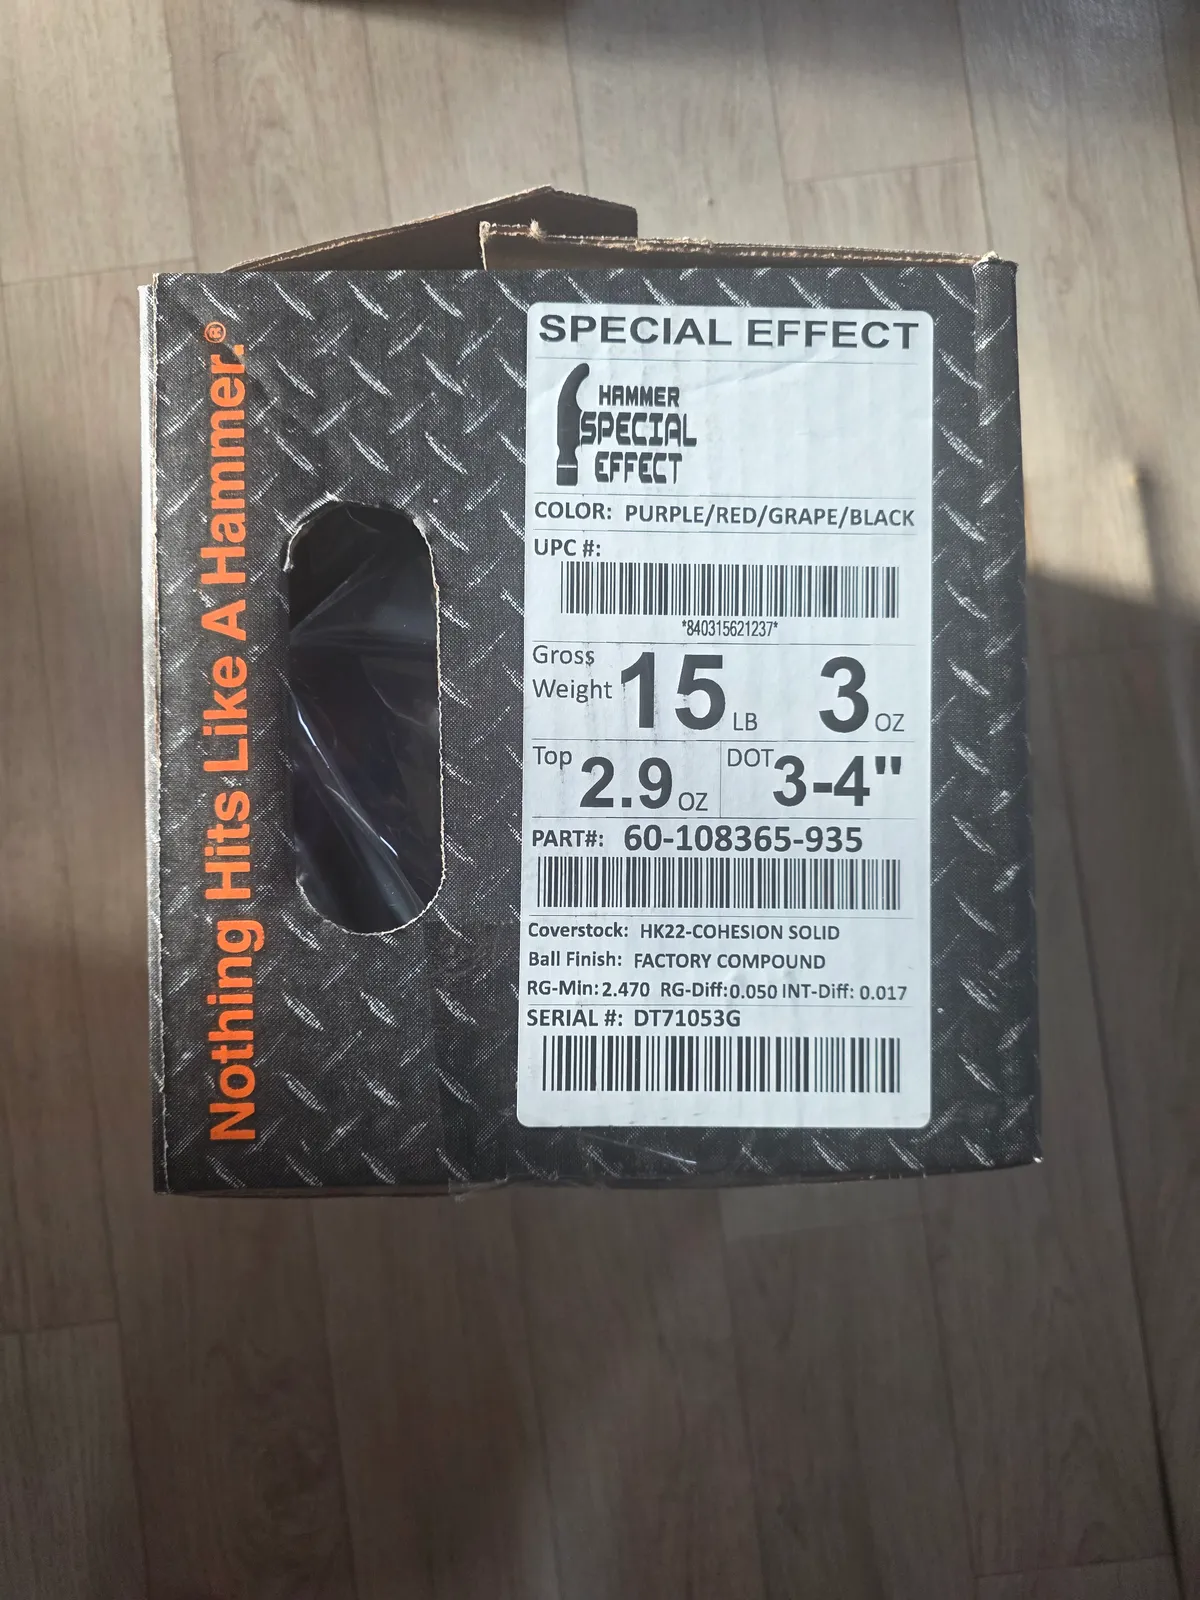 Nothing Hits Like A Hammer.®
SPECIAL EFFECT
HAMMER
SPECIAL
EFFECT
COLOR: PURPLE/RED/GRAPE/BLACK
UPC #:
*840315621237*
Gross Weight 15 LB 3 OZ
Top 2.9 OZ DOT 3-4"
PART#: 60-108365-935
Coverstock: HK22-COHESION SOLID
Ball Finish: FACTORY COMPOUND
RG-Min: 2.470 RG-Diff: 0.050 INT-Diff: 0.017
SERIAL #: DT71053G